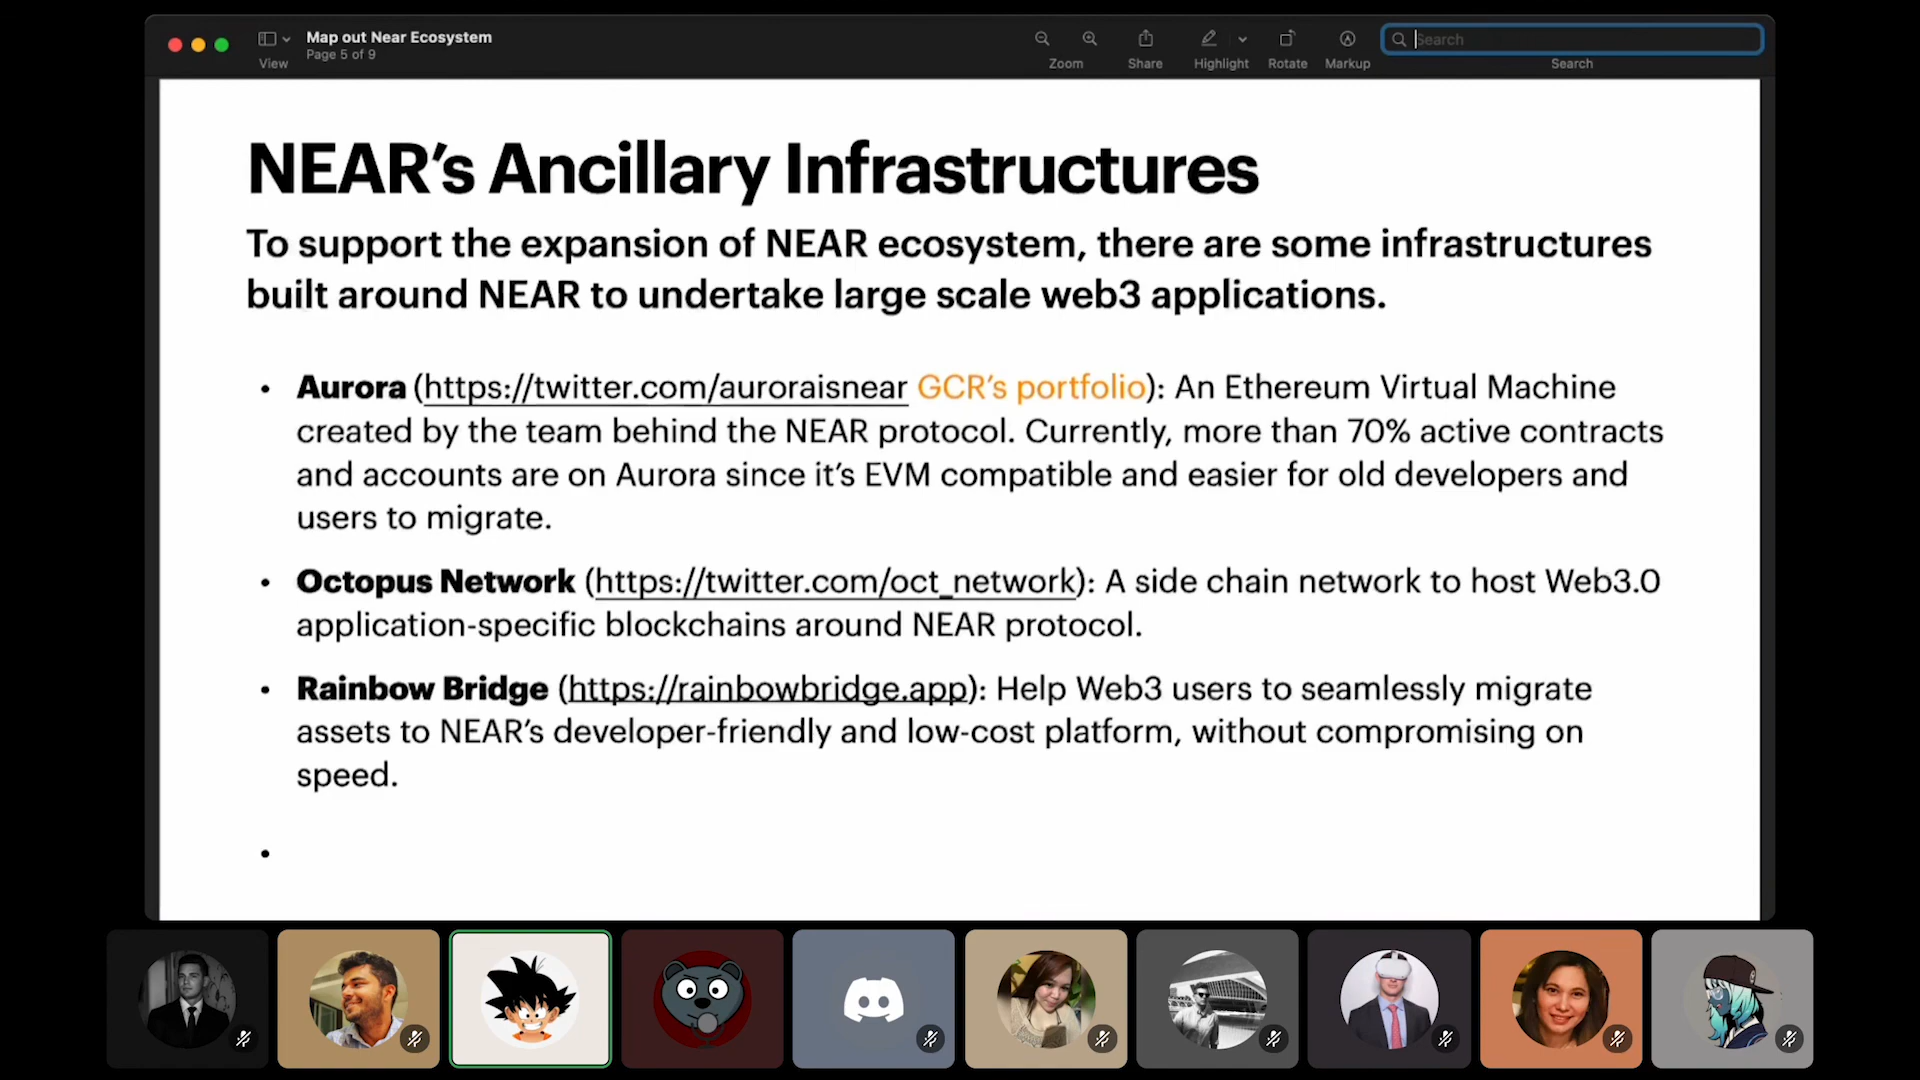 Map out Near Ecosystem
Page 5 of 9
View
Zoom
Share
Highlight
Rotate
Markup
Search
Search
NEAR’s Ancillary Infrastructures
To support the expansion of NEAR ecosystem, there are some infrastructures
built around NEAR to undertake large scale web3 applications.
• Aurora (https://twitter.com/auroraisnear GCR’s portfolio): An Ethereum Virtual Machine
created by the team behind the NEAR protocol. Currently, more than 70% active contracts
and accounts are on Aurora since it’s EVM compatible and easier for old developers and
users to migrate.
• Octopus Network (https://twitter.com/oct_network): A side chain network to host Web3.0
application-specific blockchains around NEAR protocol.
• Rainbow Bridge (https://rainbowbridge.app): Help Web3 users to seamlessly migrate
assets to NEAR’s developer-friendly and low-cost platform, without compromising on
speed.
•